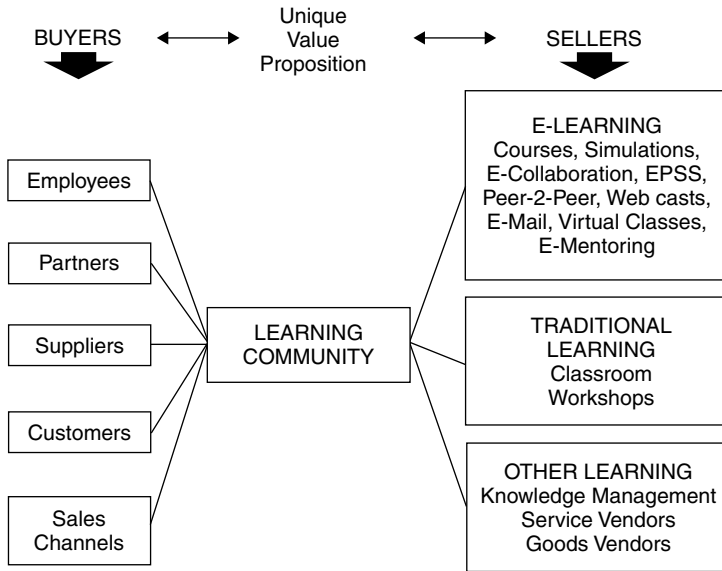 BUYERS
Unique
Value
Proposition
SELLERS
Employees
Partners
Suppliers
Customers
Sales
Channels
LEARNING
COMMUNITY
E-LEARNING
Courses, Simulations,
E-Collaboration, EPSS,
Peer-2-Peer, Web casts,
E-Mail, Virtual Classes,
E-Mentoring
TRADITIONAL
LEARNING
Classroom
Workshops
OTHER LEARNING
Knowledge Management
Service Vendors
Goods Vendors